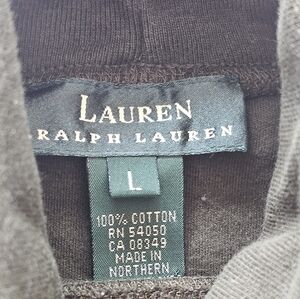 LAUREN
RALPH LAUREN
L
100% COTTON
RN 54050
CA 08349
MADE IN
NORTHERN